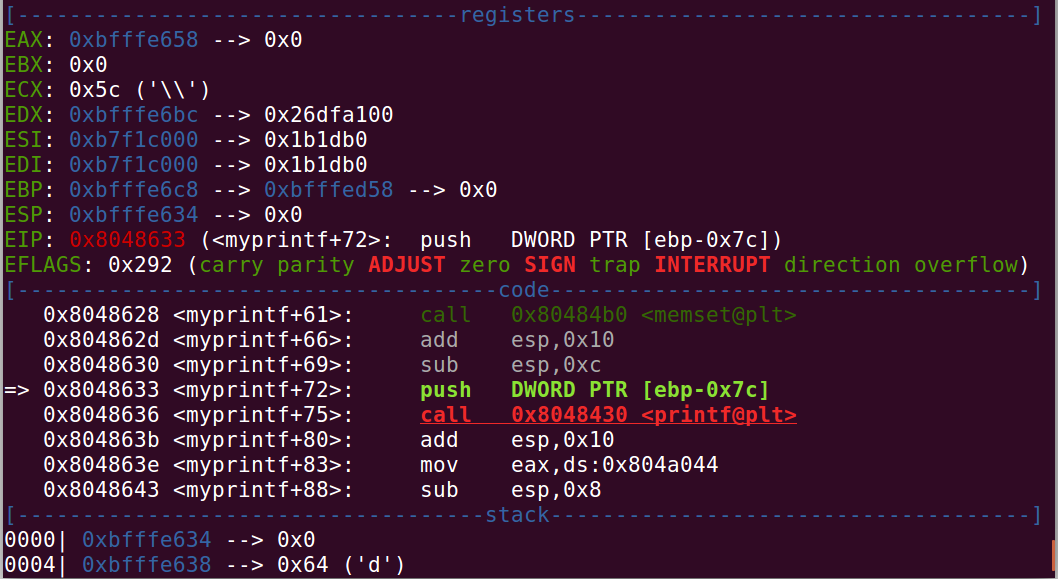 [----------------------------------registers-----------------------------------]
EAX: 0xbfffe658 --> 0x0
EBX: 0x0
ECX: 0x5c ('\\')
EDX: 0xbfffe6bc --> 0x26dfa100
ESI: 0xb7f1c000 --> 0x1b1db0
EDI: 0xb7f1c000 --> 0x1b1db0
EBP: 0xbfffe6c8 --> 0xbfffed58 --> 0x0
ESP: 0xbfffe634 --> 0x0
EIP: 0x8048633 (<myprintf+72>:  push   DWORD PTR [ebp-0x7c])
EFLAGS: 0x292 (carry parity ADJUST zero SIGN trap INTERRUPT direction overflow)
[-------------------------------------code-------------------------------------]
   0x8048628 <myprintf+61>:     call   0x80484b0 <memset@plt>
   0x804862d <myprintf+66>:     add    esp,0x10
   0x8048630 <myprintf+69>:     sub    esp,0xc
=> 0x8048633 <myprintf+72>:     push   DWORD PTR [ebp-0x7c]
   0x8048636 <myprintf+75>:     call   0x8048430 <printf@plt>
   0x804863b <myprintf+80>:     add    esp,0x10
   0x804863e <myprintf+83>:     mov    eax,ds:0x804a044
   0x8048643 <myprintf+88>:     sub    esp,0x8
[------------------------------------stack-------------------------------------]
0000| 0xbfffe634 --> 0x0
0004| 0xbfffe638 --> 0x64 ('d')